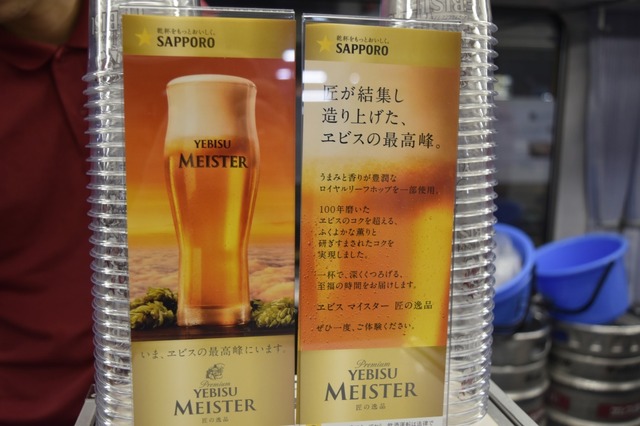 乾杯をもっとおいしく。
SAPPORO
YEBISU
MEISTER
いま、ヱビスの最高峰にいます。
Premium
YEBISU
MEISTER
匠の逸品
乾杯をもっとおいしく。
SAPPORO
匠が結集し
造り上げた、
ヱビスの最高峰。
うまみと香りが豊潤な
ロイヤルリーフホップを一部使用。
100年磨いた
ヱビスのコクを超える、
ふくよかな薫りと
研ぎすまされたコクを
実現しました。
一杯で、深くくつろげる、
至福の時間をお届けします。
ヱビス マイスター 匠の逸品
ぜひ一度、ご体験ください。
Premium
YEBISU
MEISTER
匠の逸品